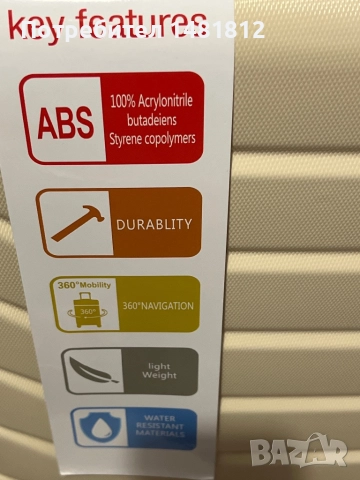 Потребител 1481812
key features
ABS
100% Acrylonitrile
butadeiens
Styrene copolymers
DURABLITY
360°Mobility
360°
360°NAVIGATION
light
Weight
WATER
RESISTANT
MATERIALS
BAZAR